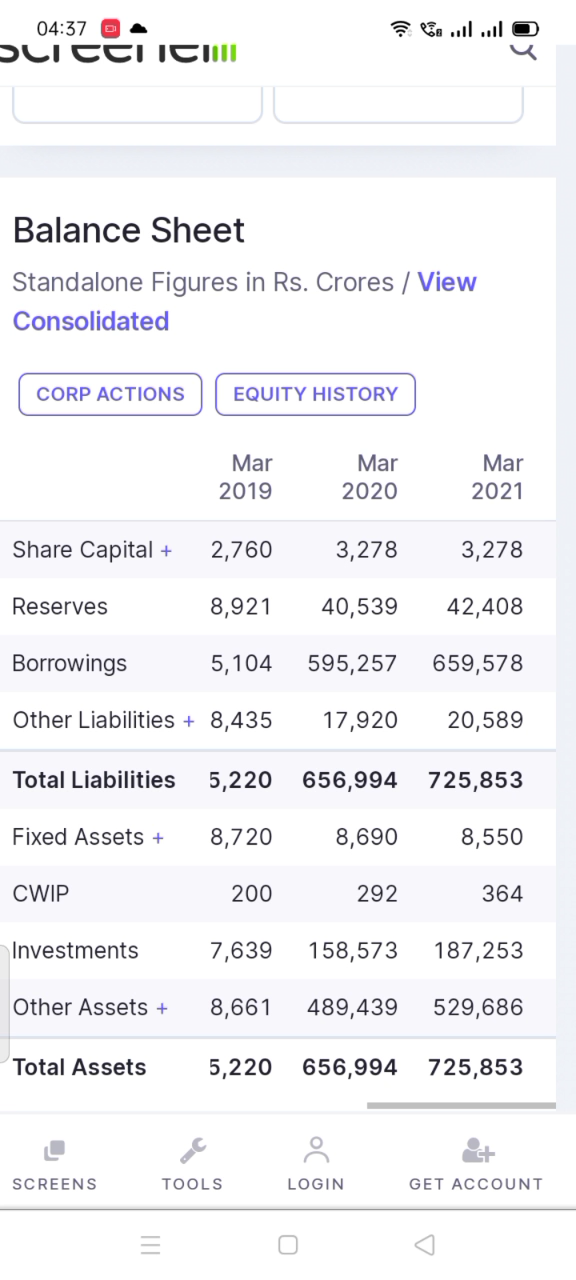 04:37
screener
Balance Sheet
Standalone Figures in Rs. Crores / View
Consolidated
CORP ACTIONS EQUITY HISTORY
Mar Mar Mar
2019 2020 2021
Share Capital + 2,760 3,278 3,278
Reserves 8,921 40,539 42,408
Borrowings 5,104 595,257 659,578
Other Liabilities + 8,435 17,920 20,589
Total Liabilities 5,220 656,994 725,853
Fixed Assets + 8,720 8,690 8,550
CWIP 200 292 364
Investments 7,639 158,573 187,253
Other Assets + 8,661 489,439 529,686
Total Assets 5,220 656,994 725,853
SCREENS TOOLS LOGIN GET ACCOUNT